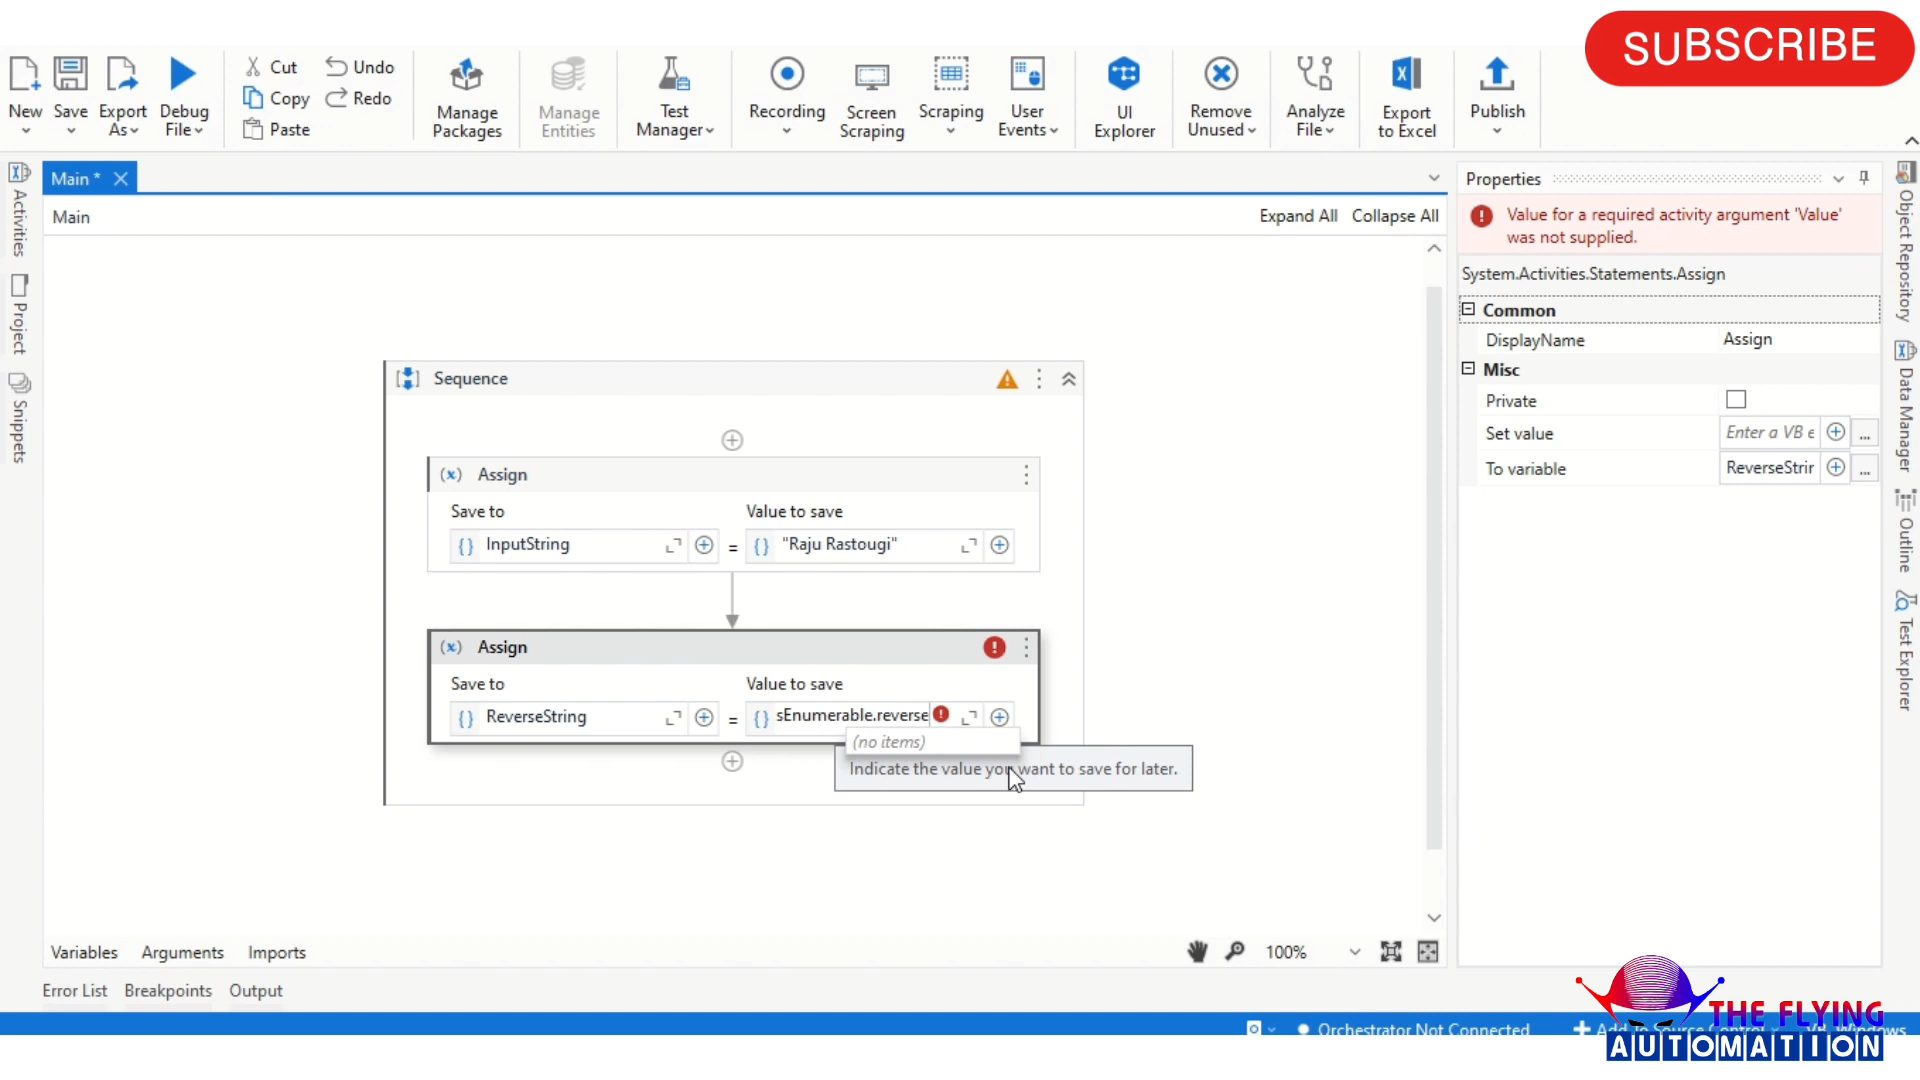 SUBSCRIBE
New Save Export As Debug File
Cut Undo
Copy Redo
Paste
Manage Packages
Manage Entities
Test Manager
Recording
Screen Scraping
Scraping
User Events
UI Explorer
Remove Unused
Analyze File
Export to Excel
Publish
Activities
Project
Snippets
Main *
Main
Expand All Collapse All
Sequence
Assign
Save to Value to save
InputString = "Raju Rastougi"
Assign
Save to Value to save
ReverseString = sEnumerable.reverse
(no items)
Indicate the value you want to save for later.
Properties
Value for a required activity argument 'Value'
was not supplied.
System.Activities.Statements.Assign
Common
DisplayName Assign
Misc
Private
Set value Enter a VB e
To variable ReverseStrir
Object Repository
Data Manager
Outline
Test Explorer
Variables Arguments Imports
100%
Error List Breakpoints Output
Orchestrator Not Connected
Add To Source Control
THE FLYING
AUTOMATION